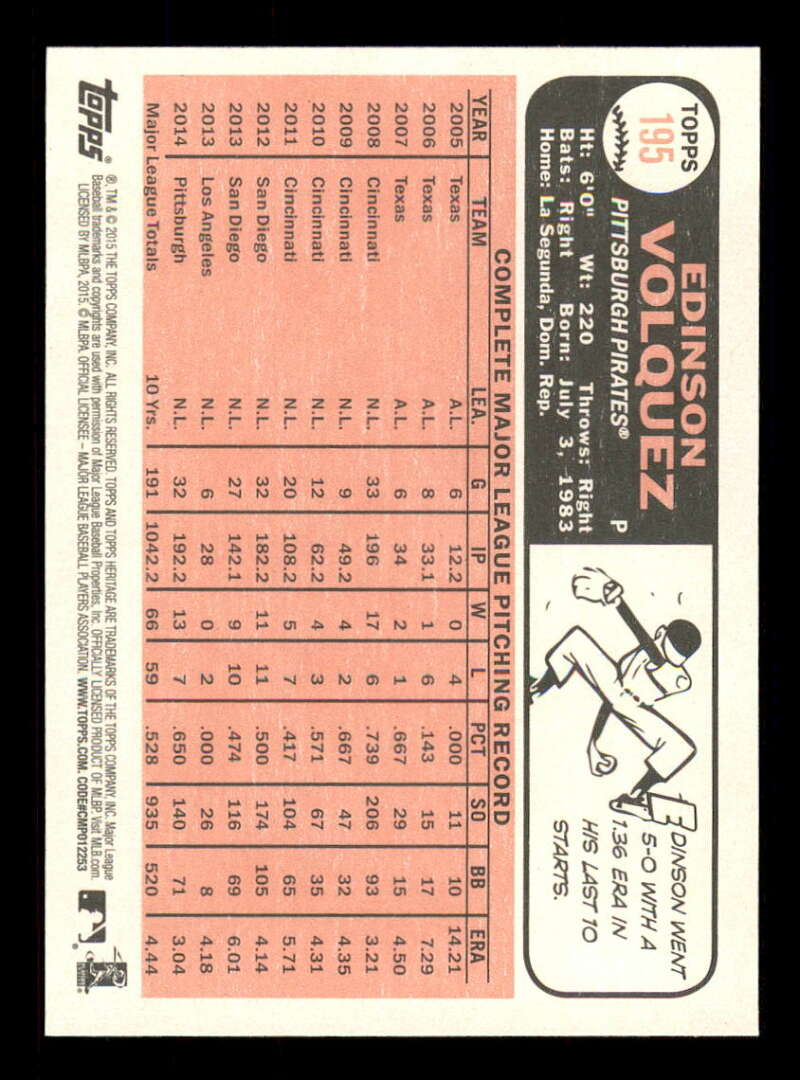 TOPPS
195
EDINSON
VOLQUEZ
PITTSBURGH PIRATES® P
Ht: 6'0" Wt: 220 Throws: Right
Bats: Right Born: July 3, 1983
Home: La Segunda, Dom. Rep.
EDINSON WENT
5-0 WITH A
1.36 ERA IN
HIS LAST 10
STARTS.
COMPLETE MAJOR LEAGUE PITCHING RECORD
YEAR TEAM LEA. G IP W L PCT SO BB ERA
2005 Texas A.L. 6 12.2 0 4 .000 11 10 14.21
2006 Texas A.L. 8 33.1 1 6 .143 15 17 7.29
2007 Texas A.L. 6 34 2 1 .667 29 15 4.50
2008 Cincinnati N.L. 33 196 17 6 .739 206 93 3.21
2009 Cincinnati N.L. 9 49.2 4 2 .667 47 32 4.35
2010 Cincinnati N.L. 12 62.2 4 3 .571 67 35 4.31
2011 Cincinnati N.L. 20 108.2 5 7 .417 104 65 5.71
2012 San Diego N.L. 32 182.2 11 11 .500 174 105 4.14
2013 San Diego N.L. 27 142.1 9 10 .474 116 69 6.01
2013 Los Angeles N.L. 6 28 0 2 .000 26 8 4.18
2014 Pittsburgh N.L. 32 192.2 13 7 .650 140 71 3.04
Major League Totals 10 Yrs. 191 1042.2 66 59 .528 935 520 4.44
topps®
®, TM & © 2015 THE TOPPS COMPANY, INC. ALL RIGHTS RESERVED. TOPPS AND TOPPS HERITAGE ARE TRADEMARKS OF THE TOPPS COMPANY, INC. Major League
Baseball trademarks and copyrights are used with permission of Major League Baseball Properties, Inc. OFFICIALLY LICENSED PRODUCT OF MLBP. Visit MLB.com.
LICENSED BY MLBPA, 2015. © MLBPA. OFFICIAL LICENSEE – MAJOR LEAGUE BASEBALL PLAYERS ASSOCIATION. WWW.TOPPS.COM. CODE#CMP012253